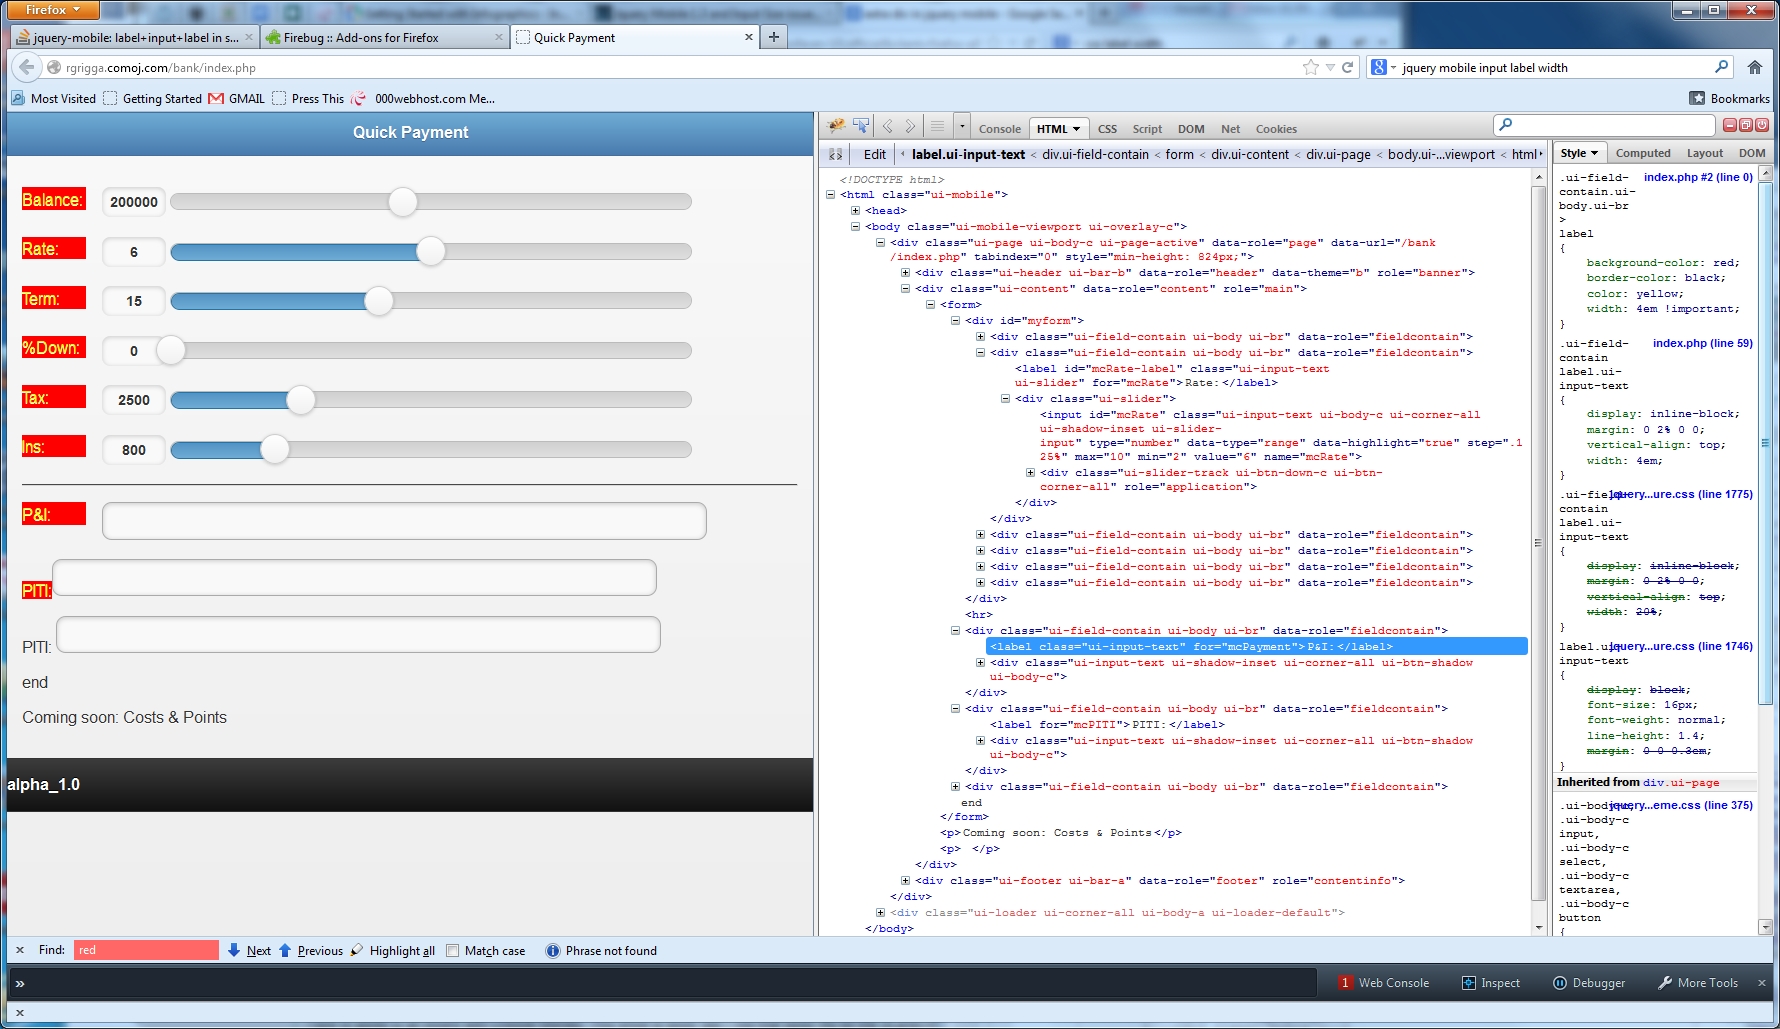 Firefox
jquery-mobile: label+input+label in s...
Firebug :: Add-ons for Firefox
Quick Payment
rgrigga.comoj.com/bank/index.php
jquery mobile input label width
Most Visited
Getting Started
GMAIL
Press This
000webhost.com Me...
Bookmarks
Quick Payment
Balance: 200000
Rate: 6
Term: 15
%Down: 0
Tax: 2500
Ins: 800
P&I:
PITI:
PITI:
end
Coming soon: Costs & Points
alpha_1.0
Console HTML CSS Script DOM Net Cookies
Edit label.ui-input-text < div.ui-field-contain < form < div.ui-content < div.ui-page < body.ui-...viewport < html
<!DOCTYPE html>
<html class="ui-mobile">
<head>
<body class="ui-mobile-viewport ui-overlay-c">
<div class="ui-page ui-body-c ui-page-active" data-role="page" data-url="/bank
/index.php" tabindex="0" style="min-height: 824px;">
<div class="ui-header ui-bar-b" data-role="header" data-theme="b" role="banner">
<div class="ui-content" data-role="content" role="main">
<form>
<div id="myform">
<div class="ui-field-contain ui-body ui-br" data-role="fieldcontain">
<div class="ui-field-contain ui-body ui-br" data-role="fieldcontain">
<label id="mcRate-label" class="ui-input-text
ui-slider" for="mcRate">Rate:</label>
<div class="ui-slider">
<input id="mcRate" class="ui-input-text ui-body-c ui-corner-all
ui-shadow-inset ui-slider-
input" type="number" data-type="range" data-highlight="true" step=".1
25%" max="10" min="2" value="6" name="mcRate">
<div class="ui-slider-track ui-btn-down-c ui-btn-
corner-all" role="application">
</div>
</div>
<div class="ui-field-contain ui-body ui-br" data-role="fieldcontain">
<div class="ui-field-contain ui-body ui-br" data-role="fieldcontain">
<div class="ui-field-contain ui-body ui-br" data-role="fieldcontain">
<div class="ui-field-contain ui-body ui-br" data-role="fieldcontain">
</div>
<hr>
<div class="ui-field-contain ui-body ui-br" data-role="fieldcontain">
<label class="ui-input-text" for="mcPayment">P&I:</label>
<div class="ui-input-text ui-shadow-inset ui-corner-all ui-btn-shadow
ui-body-c">
</div>
<div class="ui-field-contain ui-body ui-br" data-role="fieldcontain">
<label for="mcPITI">PITI:</label>
<div class="ui-input-text ui-shadow-inset ui-corner-all ui-btn-shadow
ui-body-c">
</div>
<div class="ui-field-contain ui-body ui-br" data-role="fieldcontain">
end
</form>
<p>Coming soon: Costs & Points</p>
<p> </p>
</div>
<div class="ui-footer ui-bar-a" data-role="footer" role="contentinfo">
</div>
<div class="ui-loader ui-corner-all ui-body-a ui-loader-default">
</body>
Style Computed Layout DOM
.ui-field- index.php #2 (line 0)
contain.ui-
body.ui-br
>
label
{
background-color: red;
border-color: black;
color: yellow;
width: 4em !important;
}
.ui-field- index.php (line 59)
contain
label.ui-
input-text
{
display: inline-block;
margin: 0 2% 0 0;
vertical-align: top;
width: 4em;
}
jquery...ure.css (line 1775)
contain
label.ui-
input-text
{
display: inline-block;
margin: 0 2% 0 0;
vertical-align: top;
width: 20%;
}
jquery...ure.css (line 1746)
input-text
{
display: block;
font-size: 16px;
font-weight: normal;
line-height: 1.4;
margin: 0 0 0.3em;
}
Inherited from div.ui-page
jquery...eme.css (line 375)
.ui-body-c
input,
.ui-body-c
select,
.ui-body-c
textarea,
.ui-body-c
button
{
Find: red Next Previous Highlight all Match case Phrase not found
» 1 Web Console Inspect Debugger More Tools